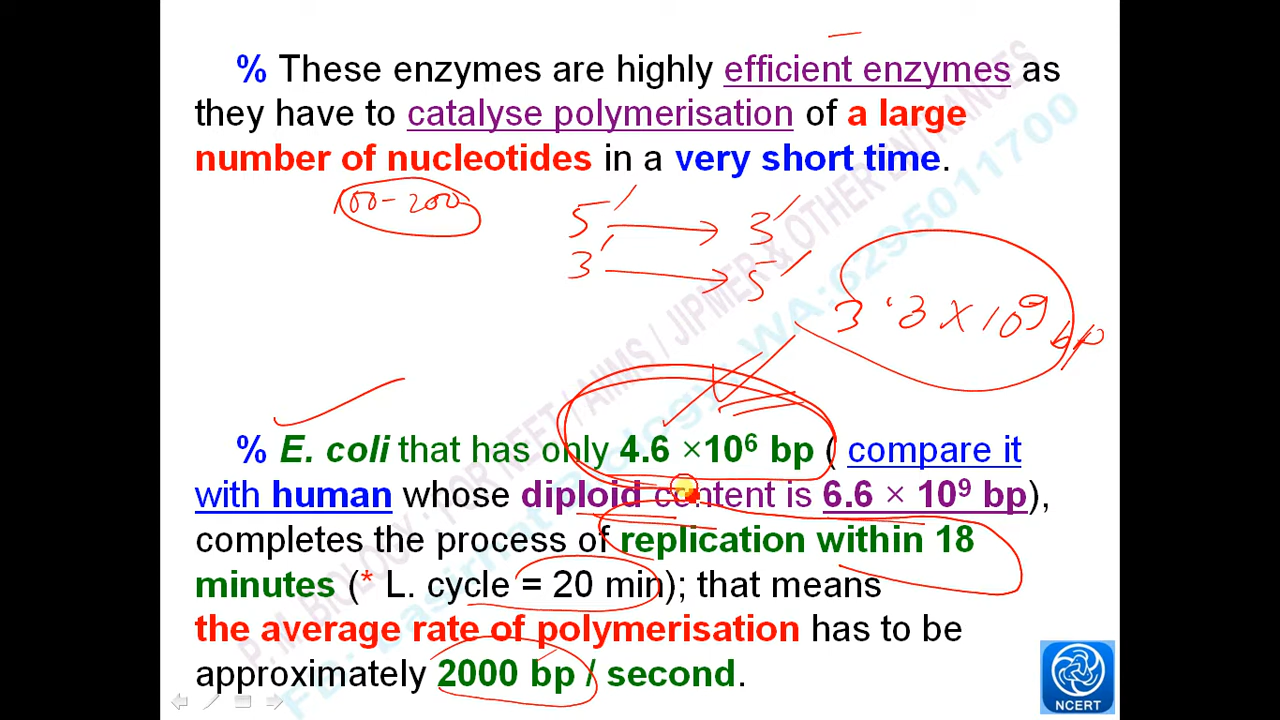 % These enzymes are highly efficient enzymes as
they have to catalyse polymerisation of a large
number of nucleotides in a very short time.
100-200
5' → 3'
3' → 5'
3.3 × 10⁹ bp
% E. coli that has only 4.6 ×10⁶ bp ( compare it
with human whose diploid content is 6.6 × 10⁹ bp),
completes the process of replication within 18
minutes (* L. cycle = 20 min); that means
the average rate of polymerisation has to be
approximately 2000 bp / second.
NCERT